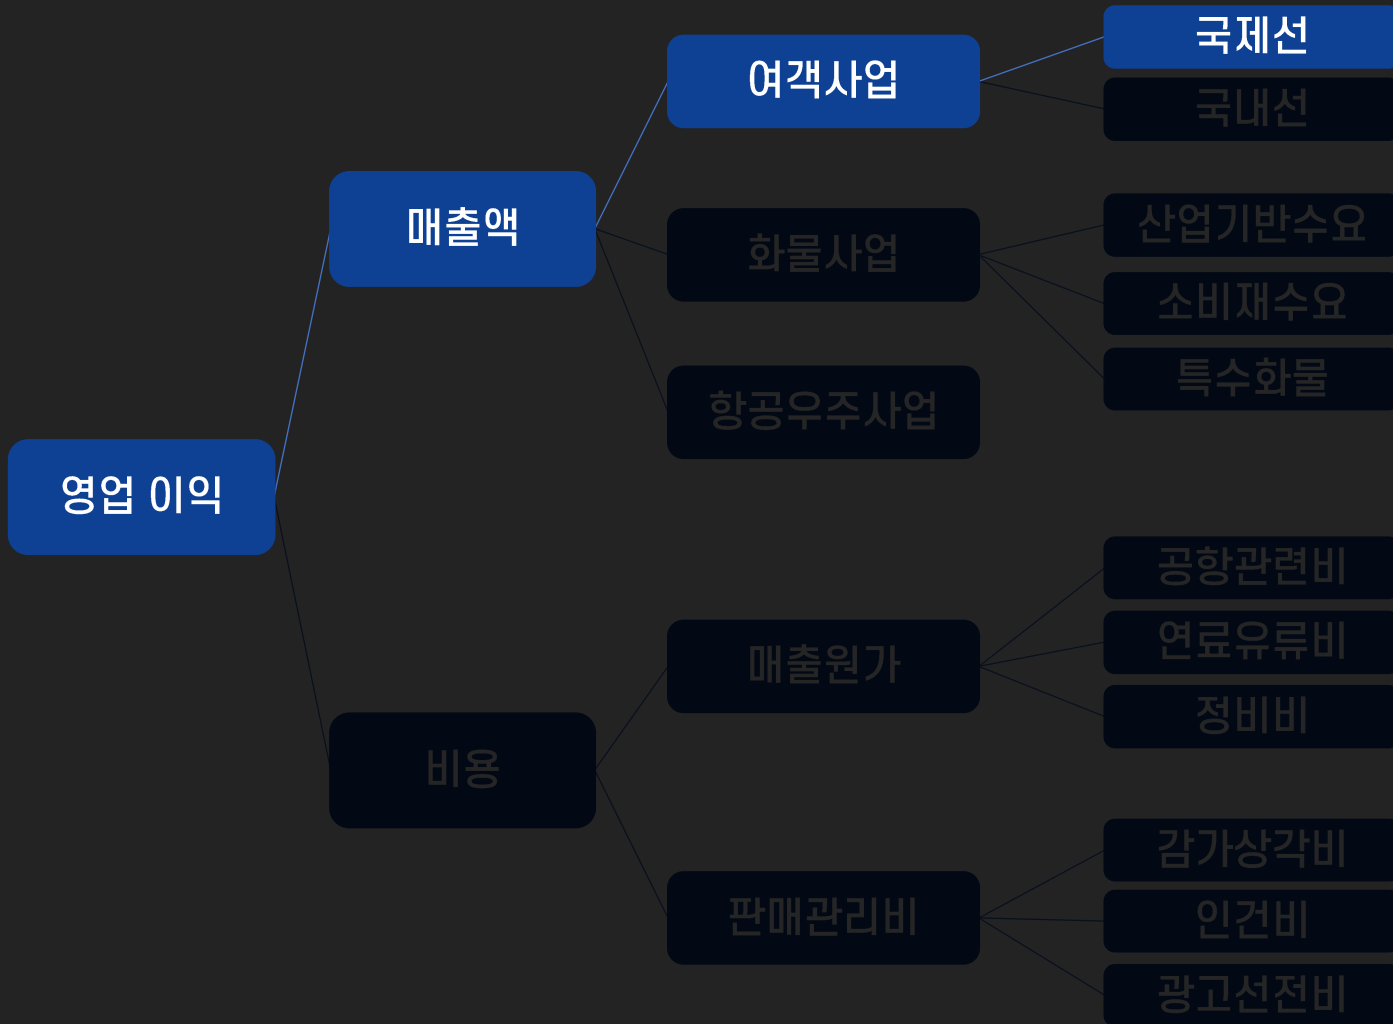 국제선
여객사업
국내선
매출액
산업기반수요
화물사업
소비재수요
특수화물
항공우주사업
영업 이익
공항관련비
연료유류비
매출원가
정비비
비용
감가상각비
판매관리비
인건비
광고선전비